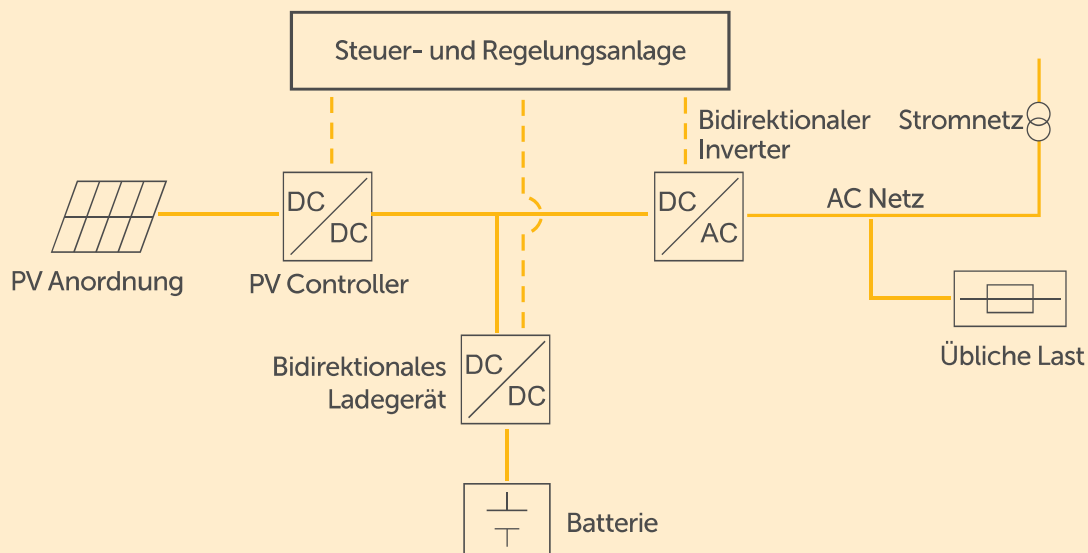 Steuer- und Regelungsanlage
Bidirektionaler
Inverter
Stromnetz
DC
DC
DC
AC
AC Netz
PV Anordnung
PV Controller
Übliche Last
Bidirektionales
Ladegerät
DC
DC
Batterie